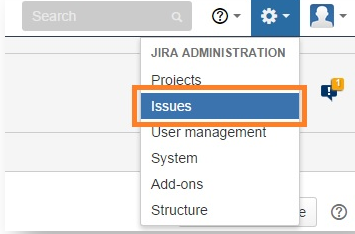 Search
JIRA ADMINISTRATION
Projects
Issues
1
User management
System
Add-ons
Structure
e